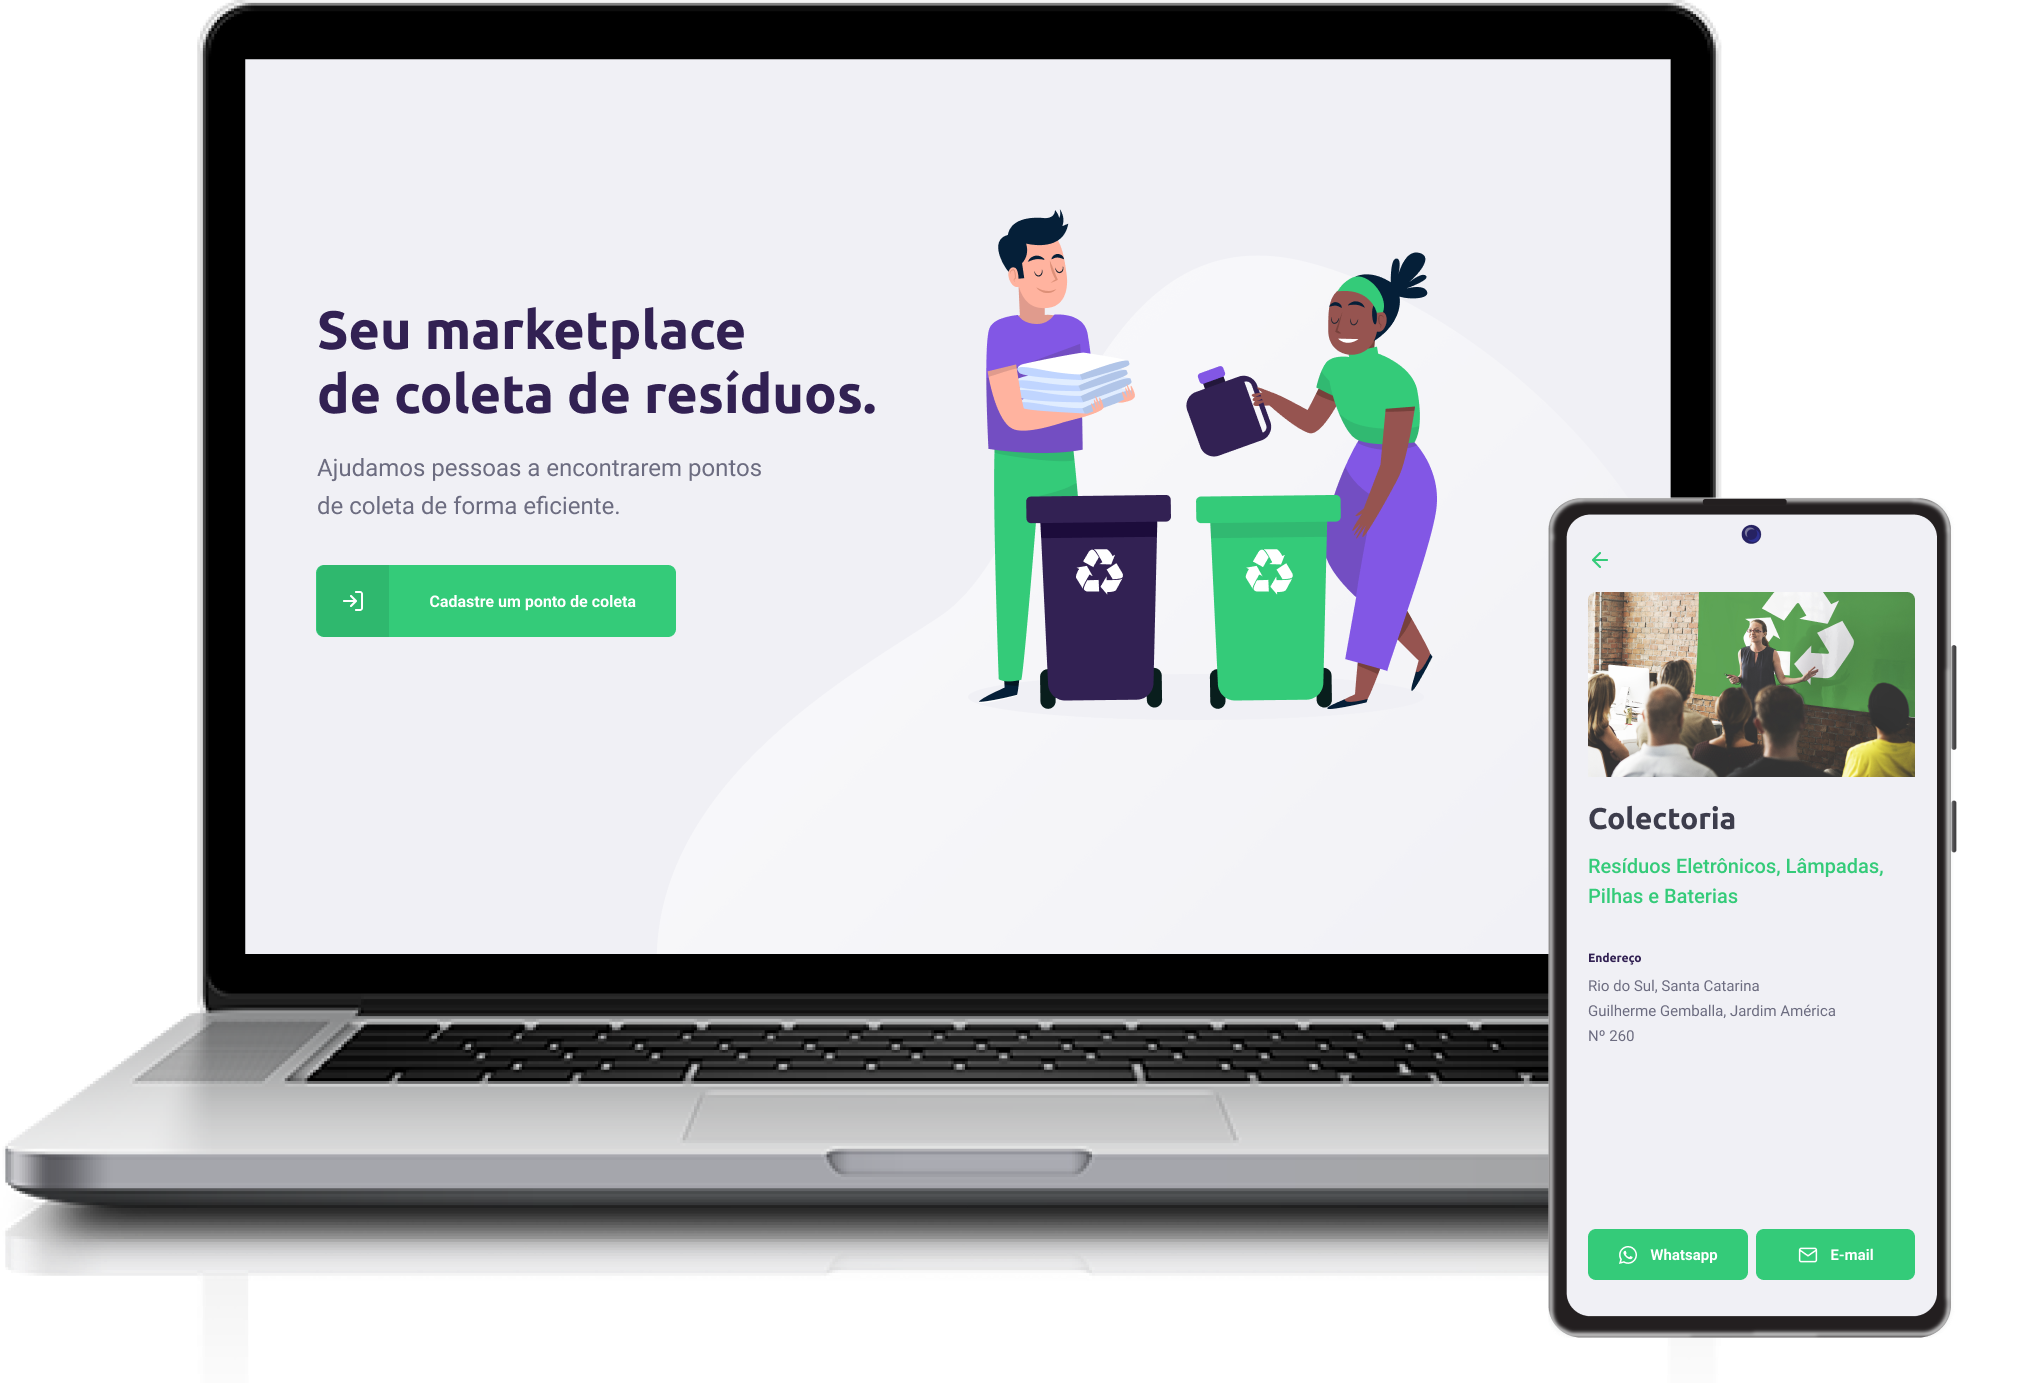 Seu marketplace
de coleta de resíduos.
Ajudamos pessoas a encontrarem pontos
de coleta de forma eficiente.
Cadastre um ponto de coleta
Colectoria
Resíduos Eletrônicos, Lâmpadas,
Pilhas e Baterias
Endereço
Rio do Sul, Santa Catarina
Guilherme Gemballa, Jardim América
Nº 260
Whatsapp
E-mail